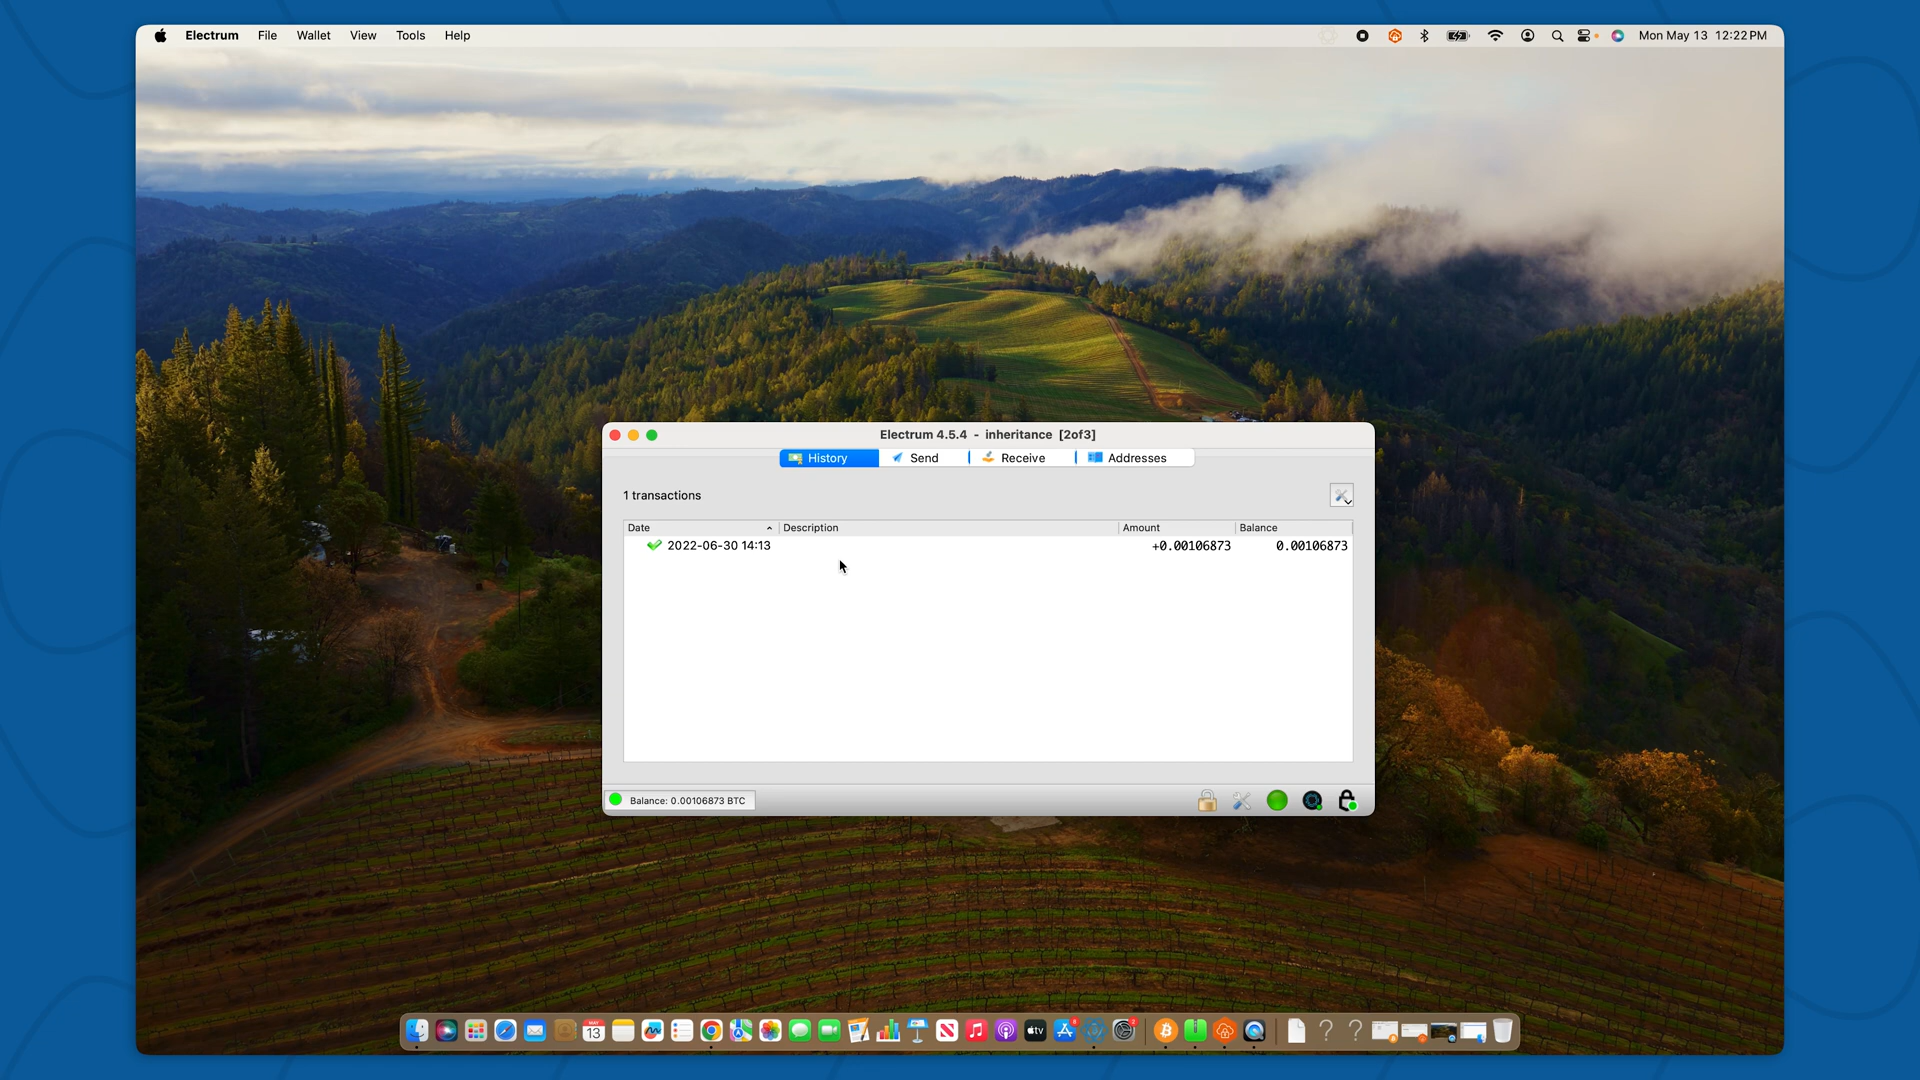 Electrum File Wallet View Tools Help Mon May 13 12:22 PM
Electrum 4.5.4 - inheritance [2of3]
History Send Receive Addresses
1 transactions
Date Description Amount Balance
2022-06-30 14:13 +0.00106873 0.00106873
Balance: 0.00106873 BTC
MAY
13
tv